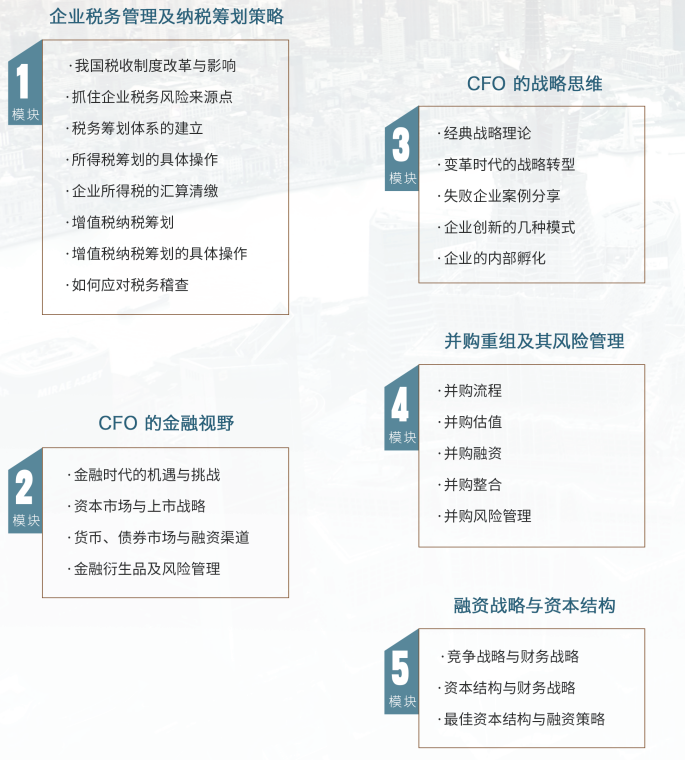 企业税务管理及纳税筹划策略
1
模块
·我国税收制度改革与影响
·抓住企业税务风险来源点
·税务筹划体系的建立
·所得税筹划的具体操作
·企业所得税的汇算清缴
·增值税纳税筹划
·增值税纳税筹划的具体操作
·如何应对税务稽查
CFO 的金融视野
2
模块
·金融时代的机遇与挑战
·资本市场与上市战略
·货币、债券市场与融资渠道
·金融衍生品及风险管理
CFO 的战略思维
3
模块
·经典战略理论
·变革时代的战略转型
·失败企业案例分享
·企业创新的几种模式
·企业的内部孵化
并购重组及其风险管理
4
模块
·并购流程
·并购估值
·并购融资
·并购整合
·并购风险管理
融资战略与资本结构
5
模块
·竞争战略与财务战略
·资本结构与财务战略
·最佳资本结构与融资策略